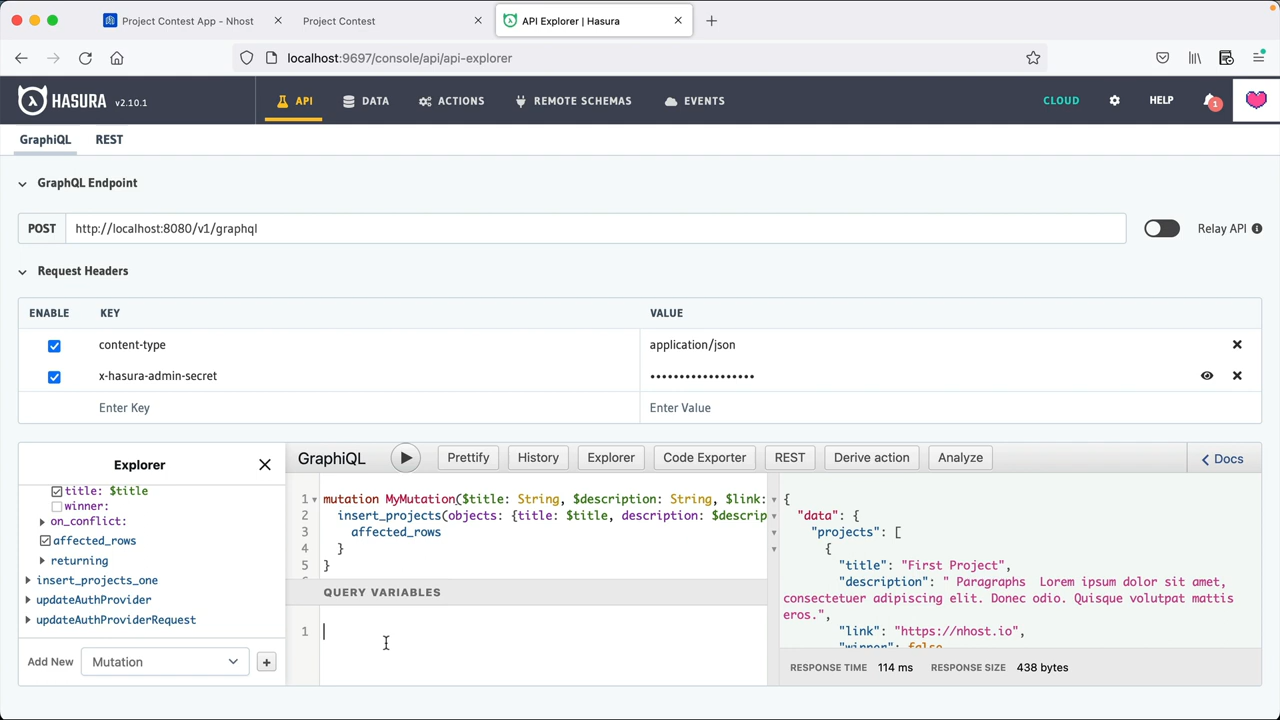 Project Contest App - Nhost
Project Contest
API Explorer | Hasura
localhost:9697/console/api/api-explorer
HASURA v2.10.1
API
DATA
ACTIONS
REMOTE SCHEMAS
EVENTS
CLOUD
HELP
1
GraphiQL
REST
GraphQL Endpoint
POST
http://localhost:8080/v1/graphql
Relay API
Request Headers
ENABLE KEY VALUE
content-type application/json
x-hasura-admin-secret ••••••••••••••••••
Enter Key Enter Value
Explorer
title: $title
winner:
on_conflict:
affected_rows
returning
insert_projects_one
updateAuthProvider
updateAuthProviderRequest
Add New Mutation +
GraphiQL
Prettify
History
Explorer
Code Exporter
REST
Derive action
Analyze
Docs
1 mutation MyMutation($title: String, $description: String, $link:
2 insert_projects(objects: {title: $title, description: $descrip
3 affected_rows
4 }
5 }
QUERY VARIABLES
1
{
"data": {
"projects": [
{
"title": "First Project",
"description": " Paragraphs Lorem ipsum dolor sit amet,
consectetuer adipiscing elit. Donec odio. Quisque volutpat mattis
eros.",
"link": "https://nhost.io",
"winner": false
RESPONSE TIME 114 ms RESPONSE SIZE 438 bytes